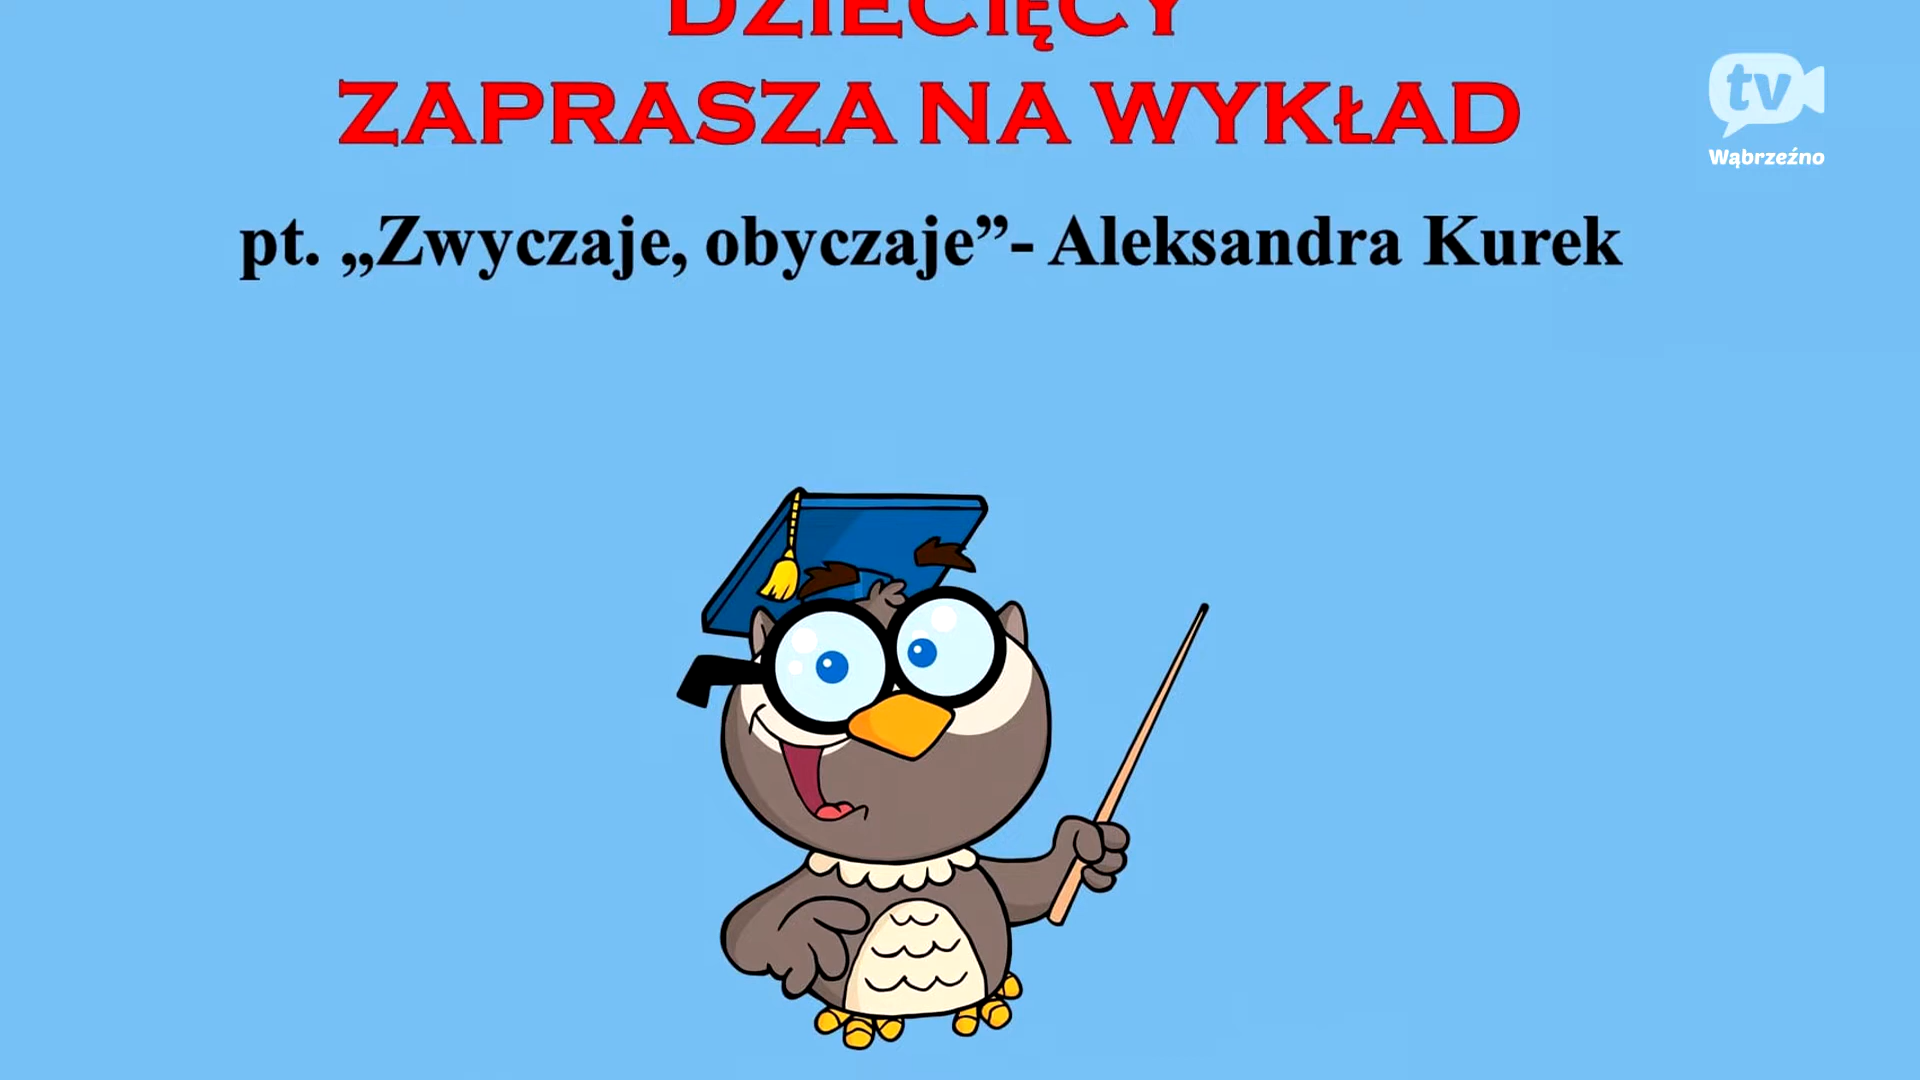 DZIECIĘCY
ZAPRASZA NA WYKŁAD
pt. „Zwyczaje, obyczaje”- Aleksandra Kurek
tv
Wąbrzeźno